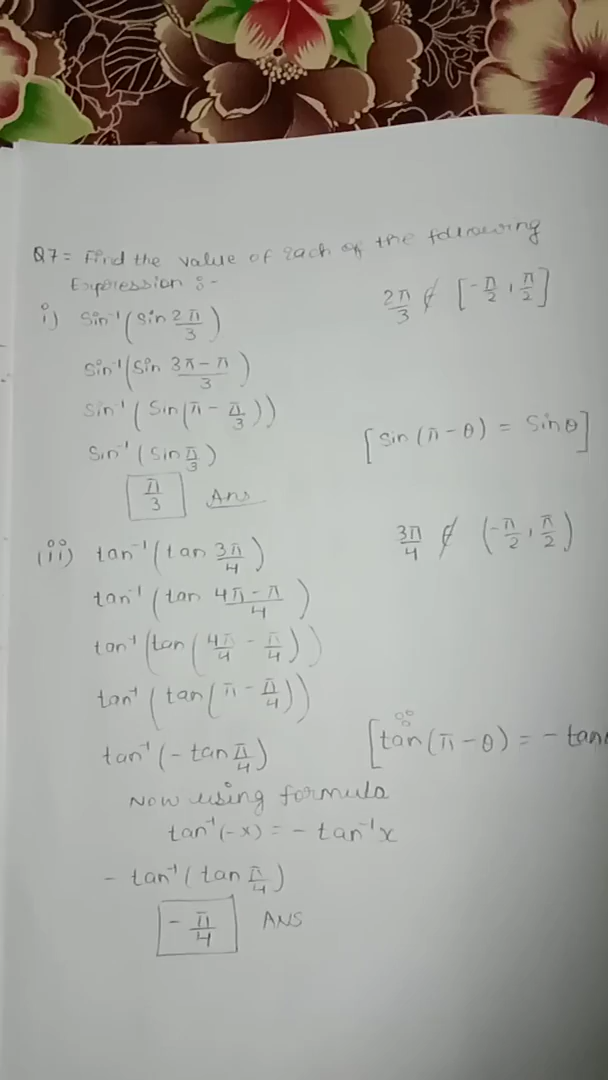 Q7 = Find the value of each of the following
Expression :-
i) sin⁻¹(sin 2π/3)
2π/3 ∉ [-π/2, π/2]
sin⁻¹(sin 3π-π/3)
sin⁻¹(sin(π - π/3))
[sin(π-θ) = sinθ]
sin⁻¹(sin π/3)
π/3 Ans
(ii) tan⁻¹(tan 3π/4)
3π/4 ∉ (-π/2, π/2)
tan⁻¹(tan 4π-π/4)
tan⁻¹(tan(4π/4 - π/4))
tan⁻¹(tan(π - π/4))
tan⁻¹(-tan π/4)
[∵ tan(π-θ) = -tan
Now using formula
tan⁻¹(-x) = - tan⁻¹x
- tan⁻¹(tan π/4)
- π/4 ANS